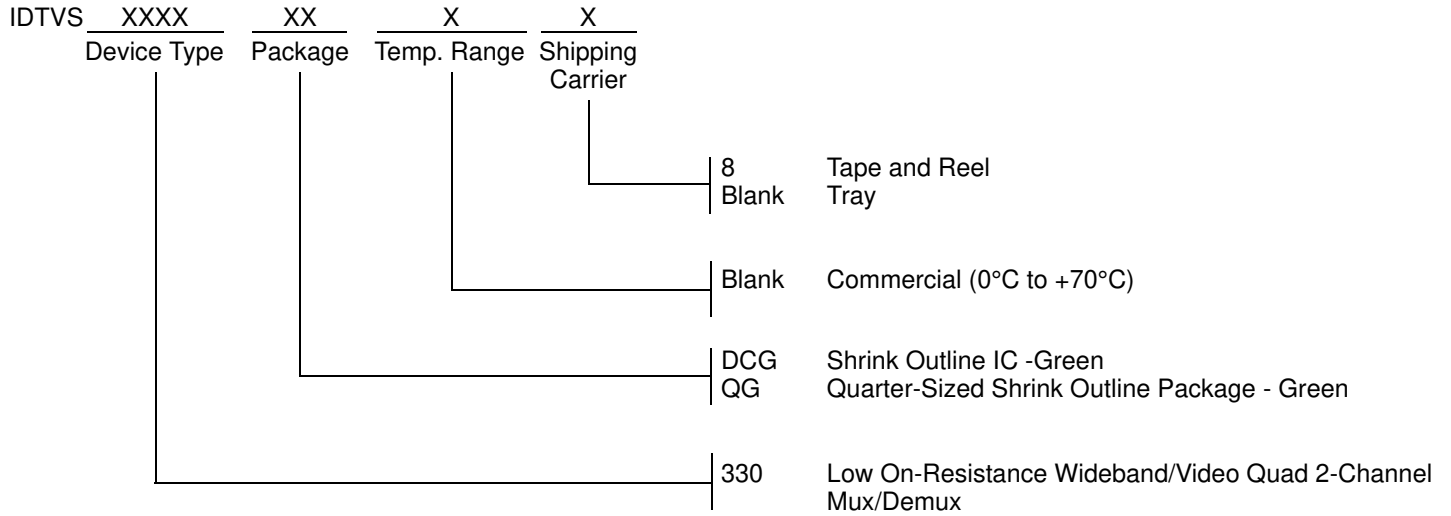 IDTVS XXXX XX X X
Device Type Package Temp. Range Shipping
Carrier
8 Tape and Reel
Blank Tray
Blank Commercial (0°C to +70°C)
DCG Shrink Outline IC -Green
QG Quarter-Sized Shrink Outline Package - Green
330 Low On-Resistance Wideband/Video Quad 2-Channel
Mux/Demux